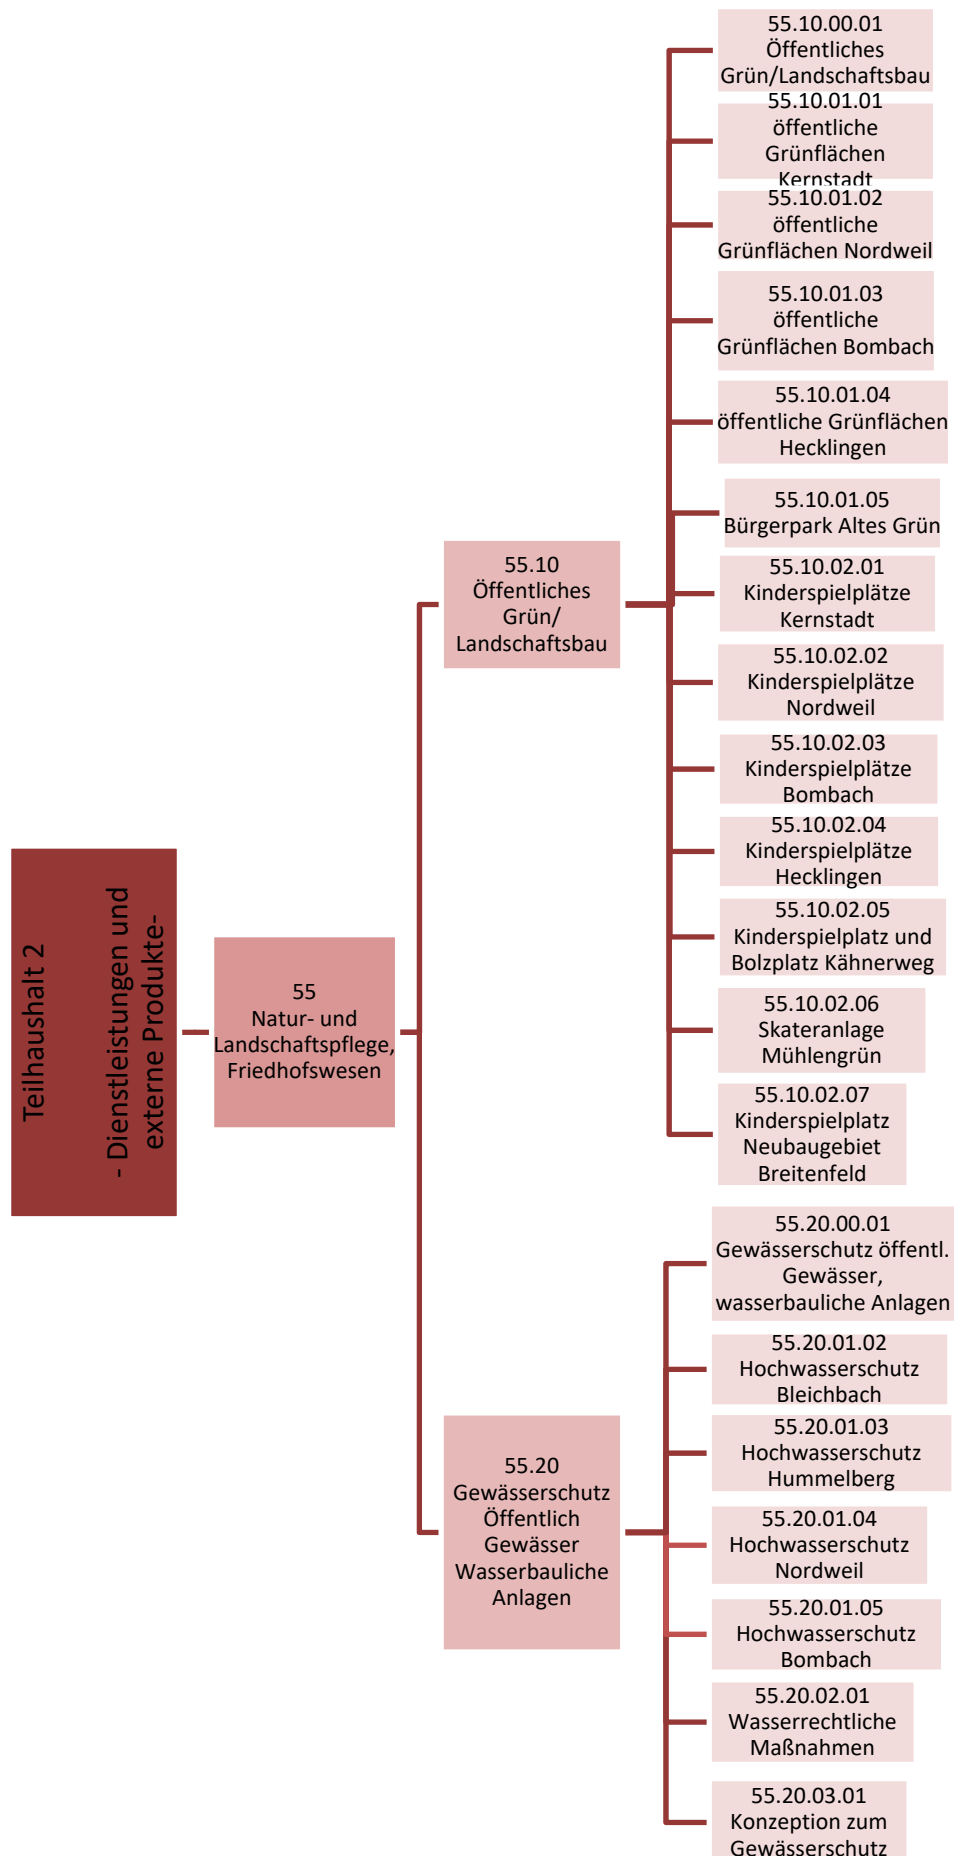 Teilhaushalt 2
- Dienstleistungen und
externe Produkte-
55
Natur- und
Landschaftspflege,
Friedhofswesen
55.10
Öffentliches
Grün/
Landschaftsbau
55.10.00.01
Öffentliches
Grün/Landschaftsbau
55.10.01.01
öffentliche
Grünflächen
Kernstadt
55.10.01.02
öffentliche
Grünflächen Nordweil
55.10.01.03
öffentliche
Grünflächen Bombach
55.10.01.04
öffentliche Grünflächen
Hecklingen
55.10.01.05
Bürgerpark Altes Grün
55.10.02.01
Kinderspielplätze
Kernstadt
55.10.02.02
Kinderspielplätze
Nordweil
55.10.02.03
Kinderspielplätze
Bombach
55.10.02.04
Kinderspielplätze
Hecklingen
55.10.02.05
Kinderspielplatz und
Bolzplatz Kähnerweg
55.10.02.06
Skateranlage
Mühlengrün
55.10.02.07
Kinderspielplatz
Neubaugebiet
Breitenfeld
55.20
Gewässerschutz
Öffentlich
Gewässer
Wasserbauliche
Anlagen
55.20.00.01
Gewässerschutz öffentl.
Gewässer,
wasserbauliche Anlagen
55.20.01.02
Hochwasserschutz
Bleichbach
55.20.01.03
Hochwasserschutz
Hummelberg
55.20.01.04
Hochwasserschutz
Nordweil
55.20.01.05
Hochwasserschutz
Bombach
55.20.02.01
Wasserrechtliche
Maßnahmen
55.20.03.01
Konzeption zum
Gewässerschutz